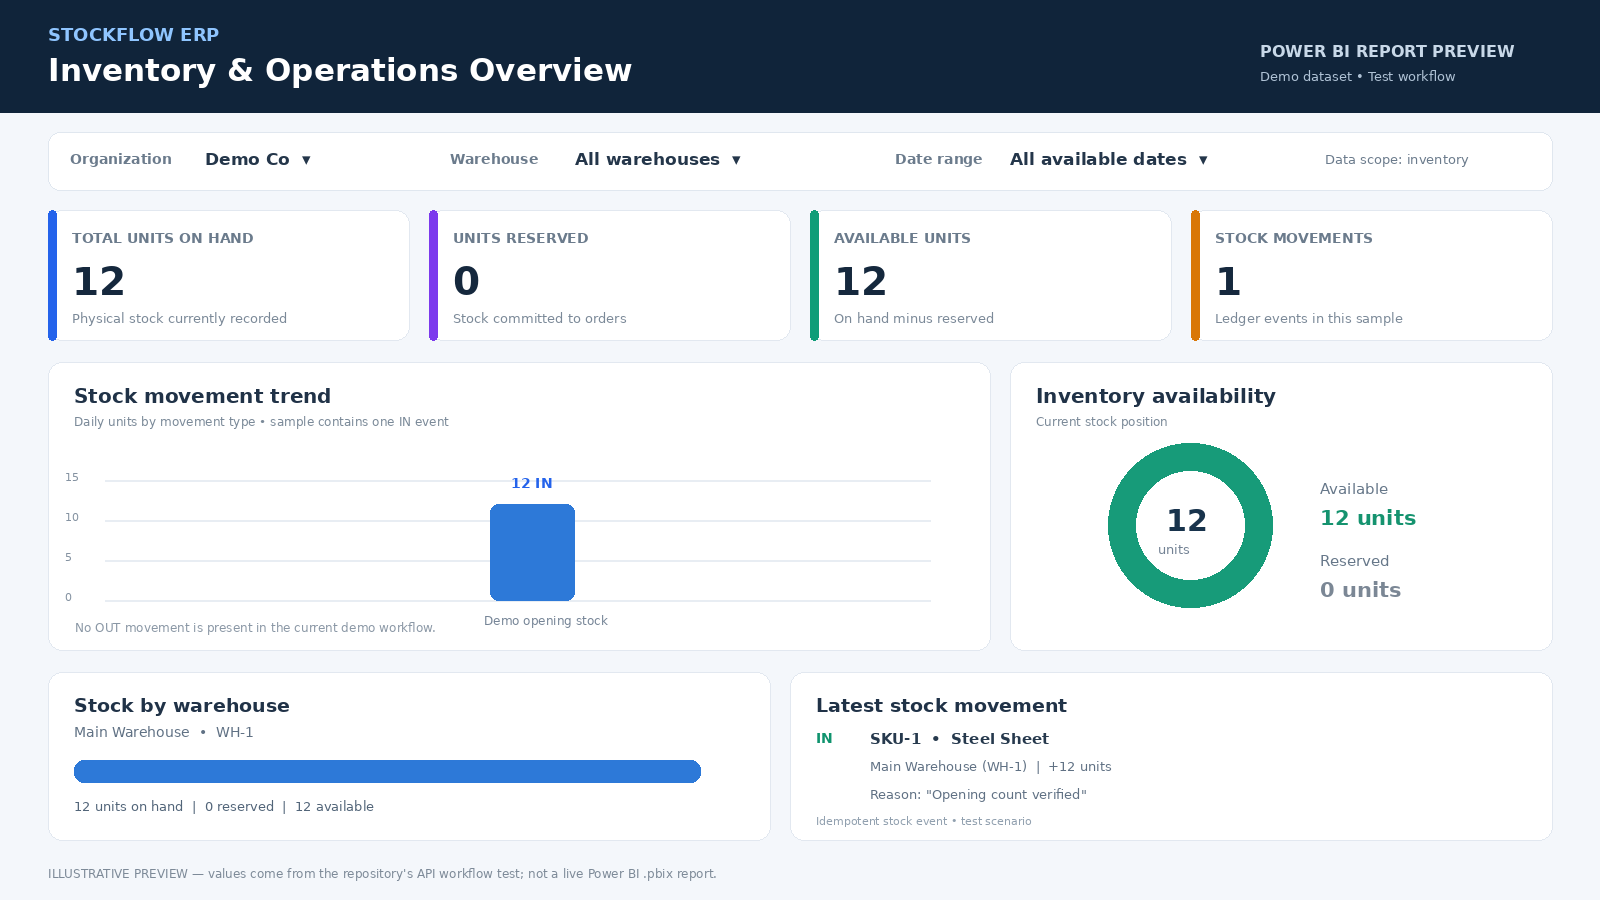 STOCKFLOW ERP
Inventory & Operations Overview
POWER BI REPORT PREVIEW
Demo dataset • Test workflow
Organization Demo Co ▼ Warehouse All warehouses ▼ Date range All available dates ▼ Data scope: inventory
TOTAL UNITS ON HAND
12
Physical stock currently recorded
UNITS RESERVED
0
Stock committed to orders
AVAILABLE UNITS
12
On hand minus reserved
STOCK MOVEMENTS
1
Ledger events in this sample
Stock movement trend
Daily units by movement type • sample contains one IN event
15
10
5
0
12 IN
Demo opening stock
No OUT movement is present in the current demo workflow.
Inventory availability
Current stock position
12
units
Available
12 units
Reserved
0 units
Stock by warehouse
Main Warehouse • WH-1
12 units on hand | 0 reserved | 12 available
Latest stock movement
IN SKU-1 • Steel Sheet
Main Warehouse (WH-1) | +12 units
Reason: "Opening count verified"
Idempotent stock event • test scenario
ILLUSTRATIVE PREVIEW — values come from the repository's API workflow test; not a live Power BI .pbix report.